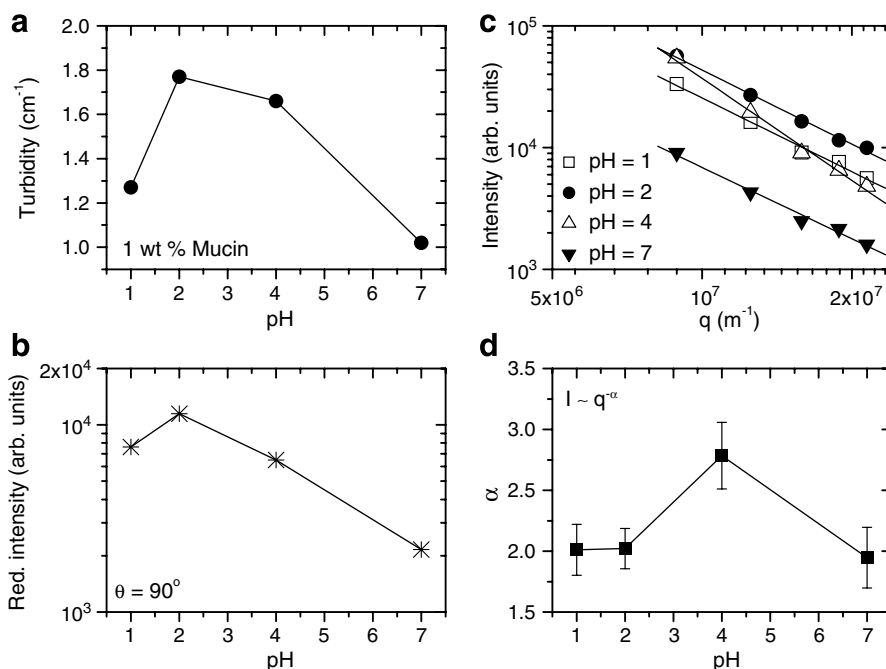 a
2.0
1.8
1.6
1.4
1.2
1.0
Turbidity (cm⁻¹)
1 wt % Mucin
1 2 3 4 5 6 7
pH
c
10⁵
10⁴
10³
Intensity (arb. units)
pH = 1
pH = 2
pH = 4
pH = 7
5x10⁶ 10⁷ 2x10⁷
q (m⁻¹)
b
2x10⁴
10⁴
10³
Red. intensity (arb. units)
θ = 90°
1 2 3 4 5 6 7
pH
d
3.5
3.0
2.5
2.0
1.5
α
I ~ q^-α
1 2 3 4 5 6 7
pH